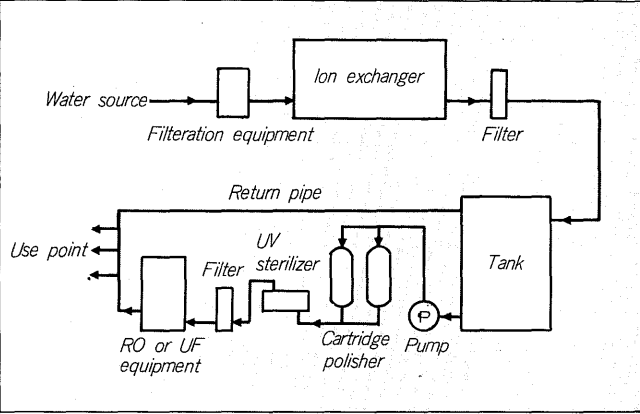 Ion exchanger
Water source
Filteration equipment
Filter
Return pipe
Use point
UV
sterilizer
Filter
Tank
P
Cartridge
polisher
Pump
RO or UF
equipment